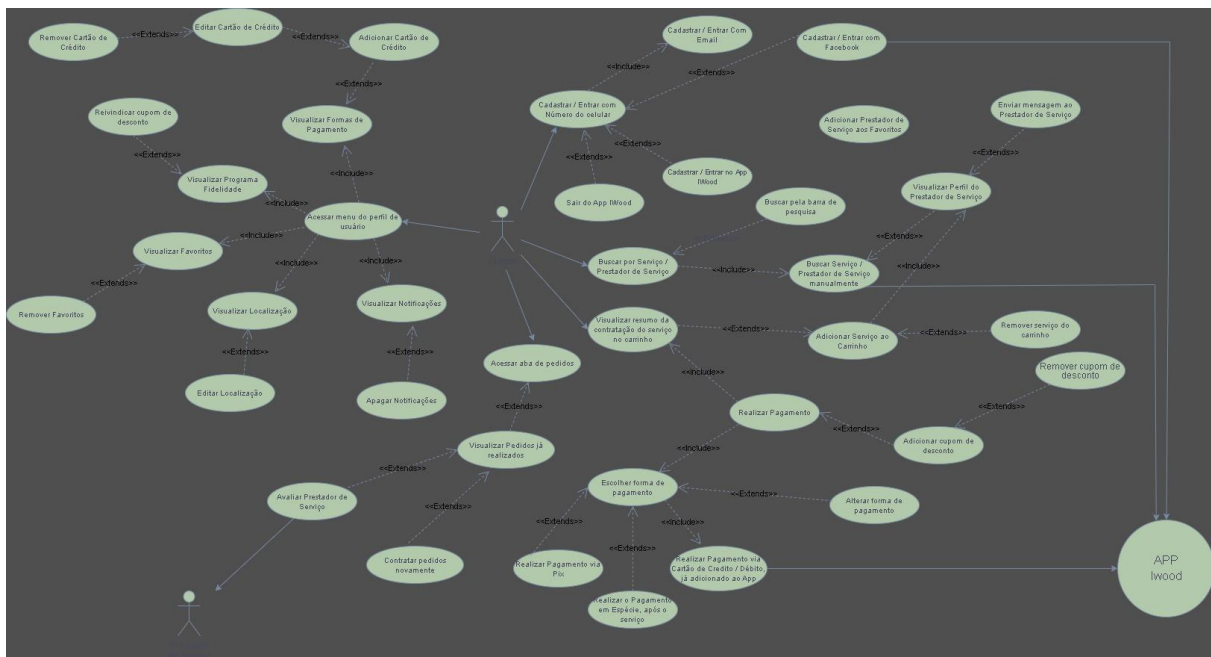 Remover Cartão de
Crédito
<<Extends>>
Editar Cartão de Crédito
<<Extends>>
Adicionar Cartão de
Crédito
<<Extends>>
Visualizar Formas de
Pagamento
Reivindicar cupom de
desconto
<<Extends>>
Visualizar Programa
Fidelidade
<<Include>>
<<Include>>
Acessar menu do perfil de
usuário
Visualizar Favoritos
<<Include>>
<<Extends>>
Remover Favoritos
<<Include>>
Visualizar Localização
<<Extends>>
Editar Localização
<<Include>>
Visualizar Notificações
<<Extends>>
Apagar Notificações
Cadastrar / Entrar Com
Email
<<Include>>
Cadastrar / Entrar com
Facebook
<<Extends>>
Cadastrar / Entrar com
Número do celular
<<Extends>>
Sair do App IWood
<<Extends>>
Cadastrar / Entrar no App
IWood
Adicionar Prestador de
Serviço aos Favoritos
Enviar mensagem ao
Prestador de Serviço
<<Extends>>
Visualizar Perfil do
Prestador de Serviço
<<Extends>>
<<Include>>
Buscar pela barra de
pesquisa
Buscar por Serviço /
Prestador de Serviço
<<Include>>
Buscar Serviço /
Prestador de Serviço
manualmente
Visualizar resumo da
contratação do serviço
no carrinho
<<Extends>>
Adicionar Serviço ao
Carrinho
<<Extends>>
Remover serviço do
carrinho
Remover cupom de
desconto
<<Extends>>
Adicionar cupom de
desconto
<<Extends>>
Realizar Pagamento
<<Include>>
<<Include>>
Acessar aba de pedidos
<<Extends>>
Visualizar Pedidos já
realizados
<<Extends>>
Avaliar Prestador de
Serviço
<<Extends>>
Contratar pedidos
novamente
Escolher forma de
pagamento
<<Extends>>
Alterar forma de
pagamento
<<Extends>>
Realizar Pagamento via
Pix
<<Extends>>
Realizar o Pagamento
em Espécie, após o
serviço
<<Include>>
Realizar Pagamento via
Cartão de Credito / Débito,
já adicionado ao App
APP
Iwood